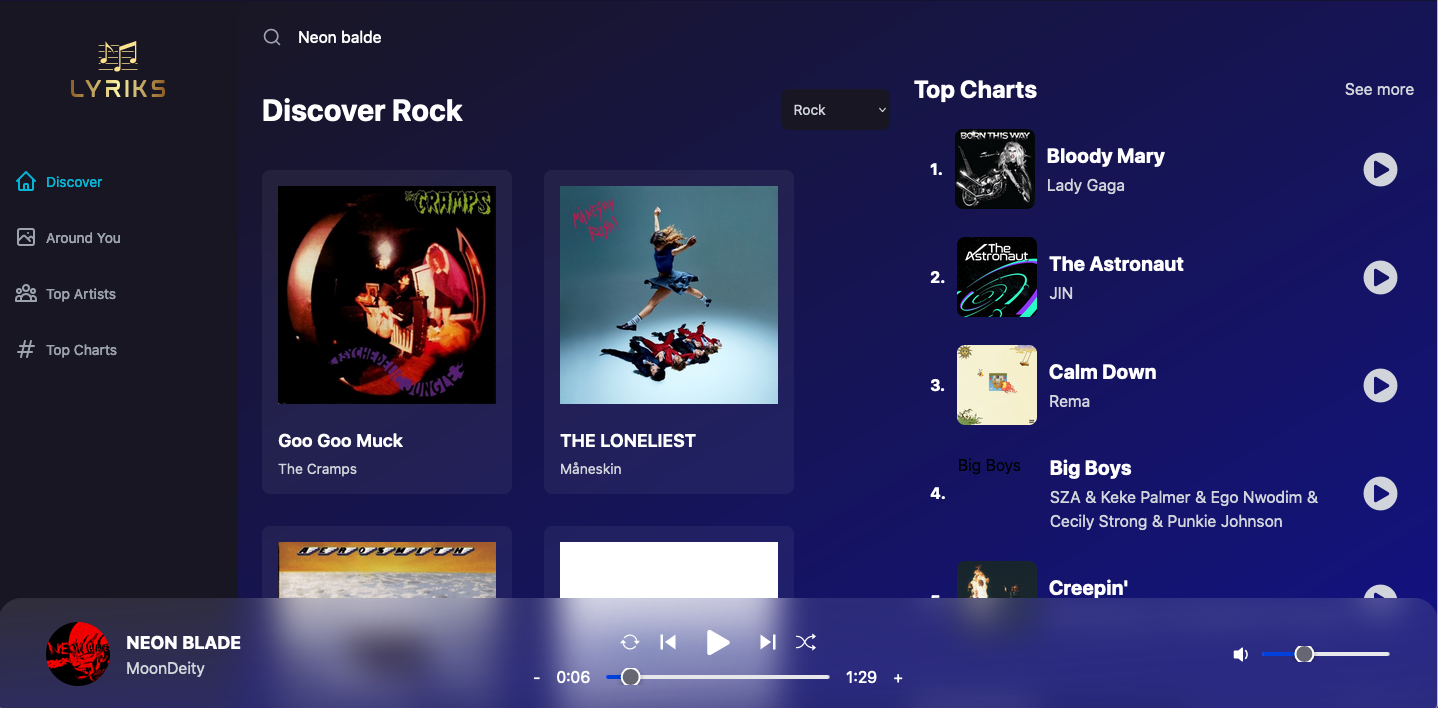 LYRIKS
Discover
Around You
Top Artists
Top Charts
Neon balde
Discover Rock
Rock
THE CRAMPS
PSYCHEDELIC JUNGLE
Goo Goo Muck
The Cramps
MÅNESKIN
RUSH!
THE LONELIEST
Måneskin
AEROSMITH
Top Charts
See more
1.
BORN THIS WAY
Bloody Mary
Lady Gaga
2.
The
Astronaut
The Astronaut
JIN
3.
Calm Down
Rema
4.
Big Boys
Big Boys
SZA & Keke Palmer & Ego Nwodim &
Cecily Strong & Punkie Johnson
Creepin'
NEON BLADE
MoonDeity
-
0:06
1:29
+